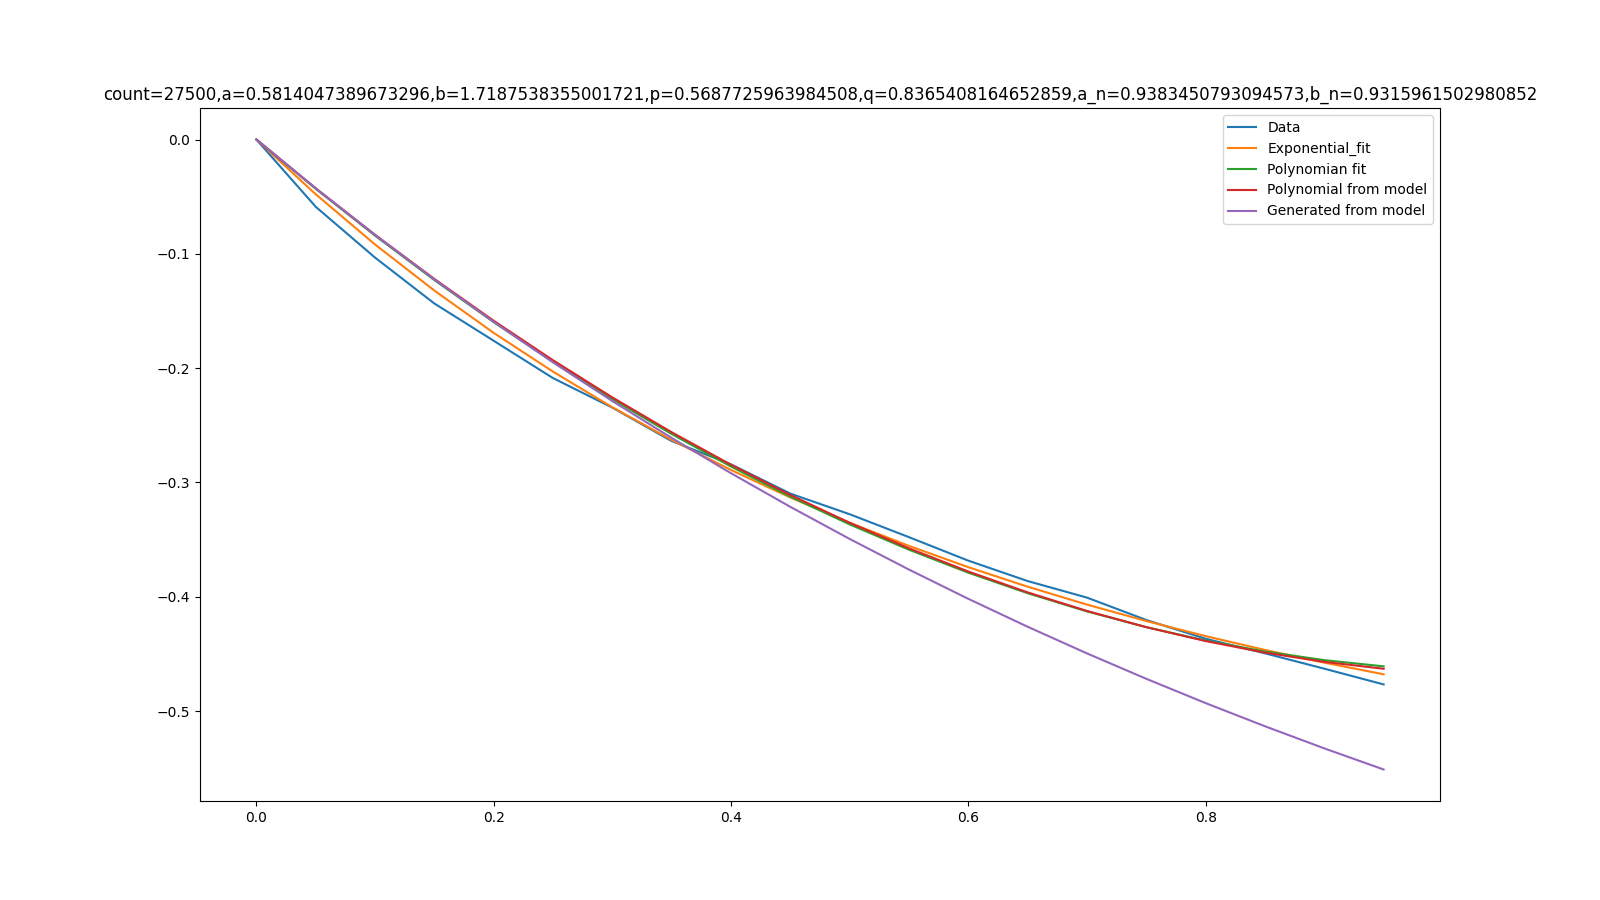 count=27500,a=0.5814047389673296,b=1.7187538355001721,p=0.5687725963984508,q=0.8365408164652859,a_n=0.9383450793094573,b_n=0.9315961502980852
Data
Exponential_fit
Polynomian fit
Polynomial from model
Generated from model
0.0
−0.1
−0.2
−0.3
−0.4
−0.5
0.0 0.2 0.4 0.6 0.8